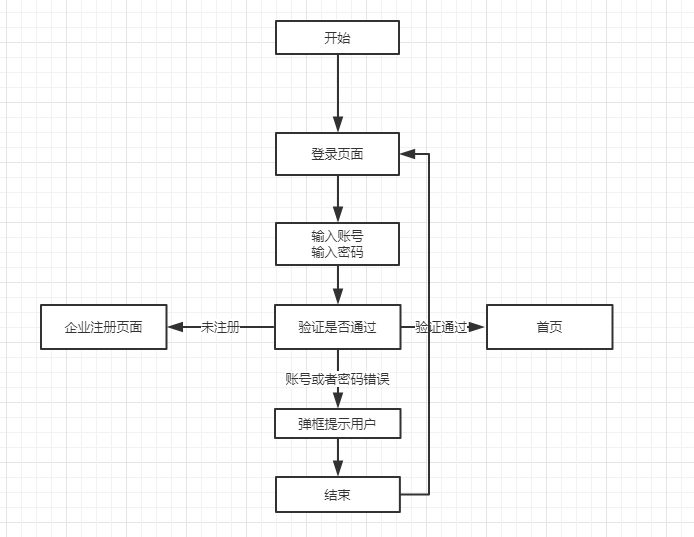 开始
登录页面
输入账号
输入密码
企业注册页面
未注册
验证是否通过
验证通过
首页
账号或者密码错误
弹框提示用户
结束